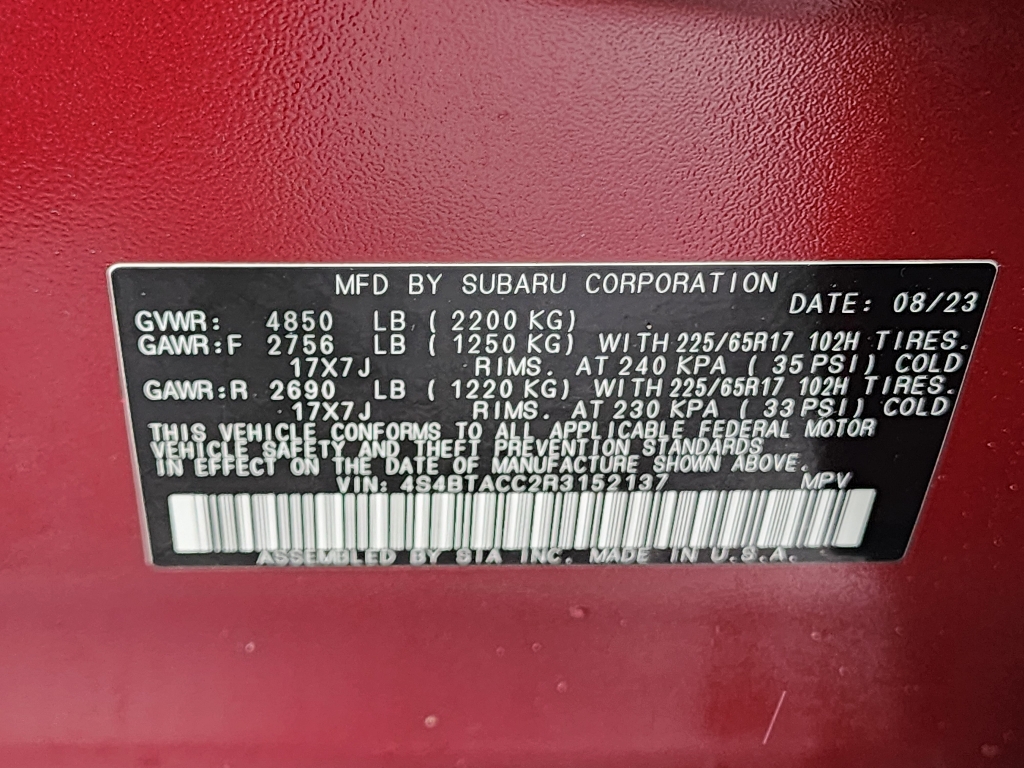 MFD BY SUBARU CORPORATION
DATE: 08/23
GVWR: 4850 LB ( 2200 KG)
GAWR:F 2756 LB ( 1250 KG) WITH 225/65R17 102H TIRES.
17X7J RIMS. AT 240 KPA ( 35 PSI) COLD
GAWR:R 2690 LB ( 1220 KG) WITH 225/65R17 102H TIRES.
17X7J RIMS. AT 230 KPA ( 33 PSI) COLD
THIS VEHICLE CONFORMS TO ALL APPLICABLE FEDERAL MOTOR
VEHICLE SAFETY AND THEFT PREVENTION STANDARDS
IN EFFECT ON THE DATE OF MANUFACTURE SHOWN ABOVE.
VIN: 4S4BTACC2R3152137 MPV
ASSEMBLED BY SIA INC. MADE IN U.S.A.